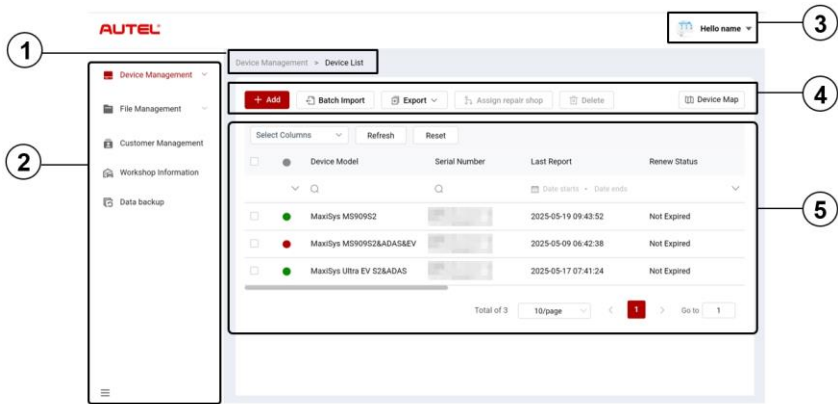 AUTEL
Hello name
3
1
Device Management > Device List
Device Management
File Management
Customer Management
Workshop Information
Data backup
2
+ Add Batch Import Export Assign repair shop Delete Device Map
4
Select Columns Refresh Reset
Device Model Serial Number Last Report Renew Status
Date starts - Date ends
MaxiSys MS909S2 2025-05-19 09:43:52 Not Expired
MaxiSys MS909S2&ADAS&EV 2025-05-09 06:42:38 Not Expired
MaxiSys Ultra EV S2&ADAS 2025-05-17 07:41:24 Not Expired
5
Total of 3 10/page < 1 > Go to 1